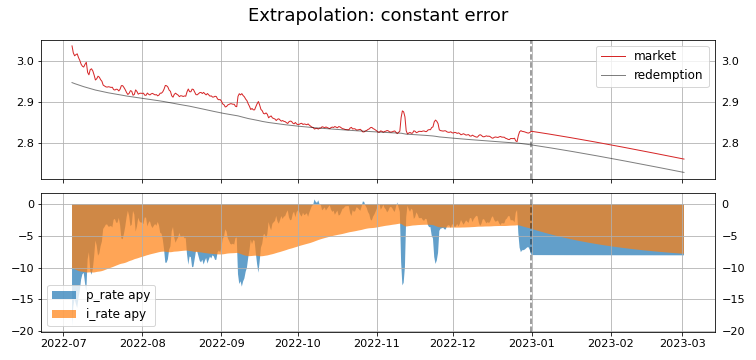 Extrapolation: constant error
3.0
2.9
2.8
market
redemption
3.0
2.9
2.8
0
−5
−10
−15
−20
p_rate apy
i_rate apy
0
−5
−10
−15
−20
2022-07 2022-08 2022-09 2022-10 2022-11 2022-12 2023-01 2023-02 2023-03